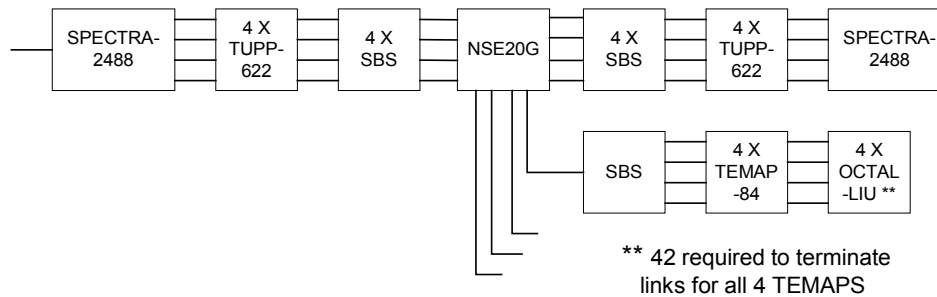 SPECTRA-
2488
4 X
TUPP-
622
4 X
SBS
NSE20G
4 X
SBS
4 X
TUPP-
622
SPECTRA-
2488
SBS
4 X
TEMAP
-84
4 X
OCTAL
-LIU **
** 42 required to terminate
links for all 4 TEMAPS